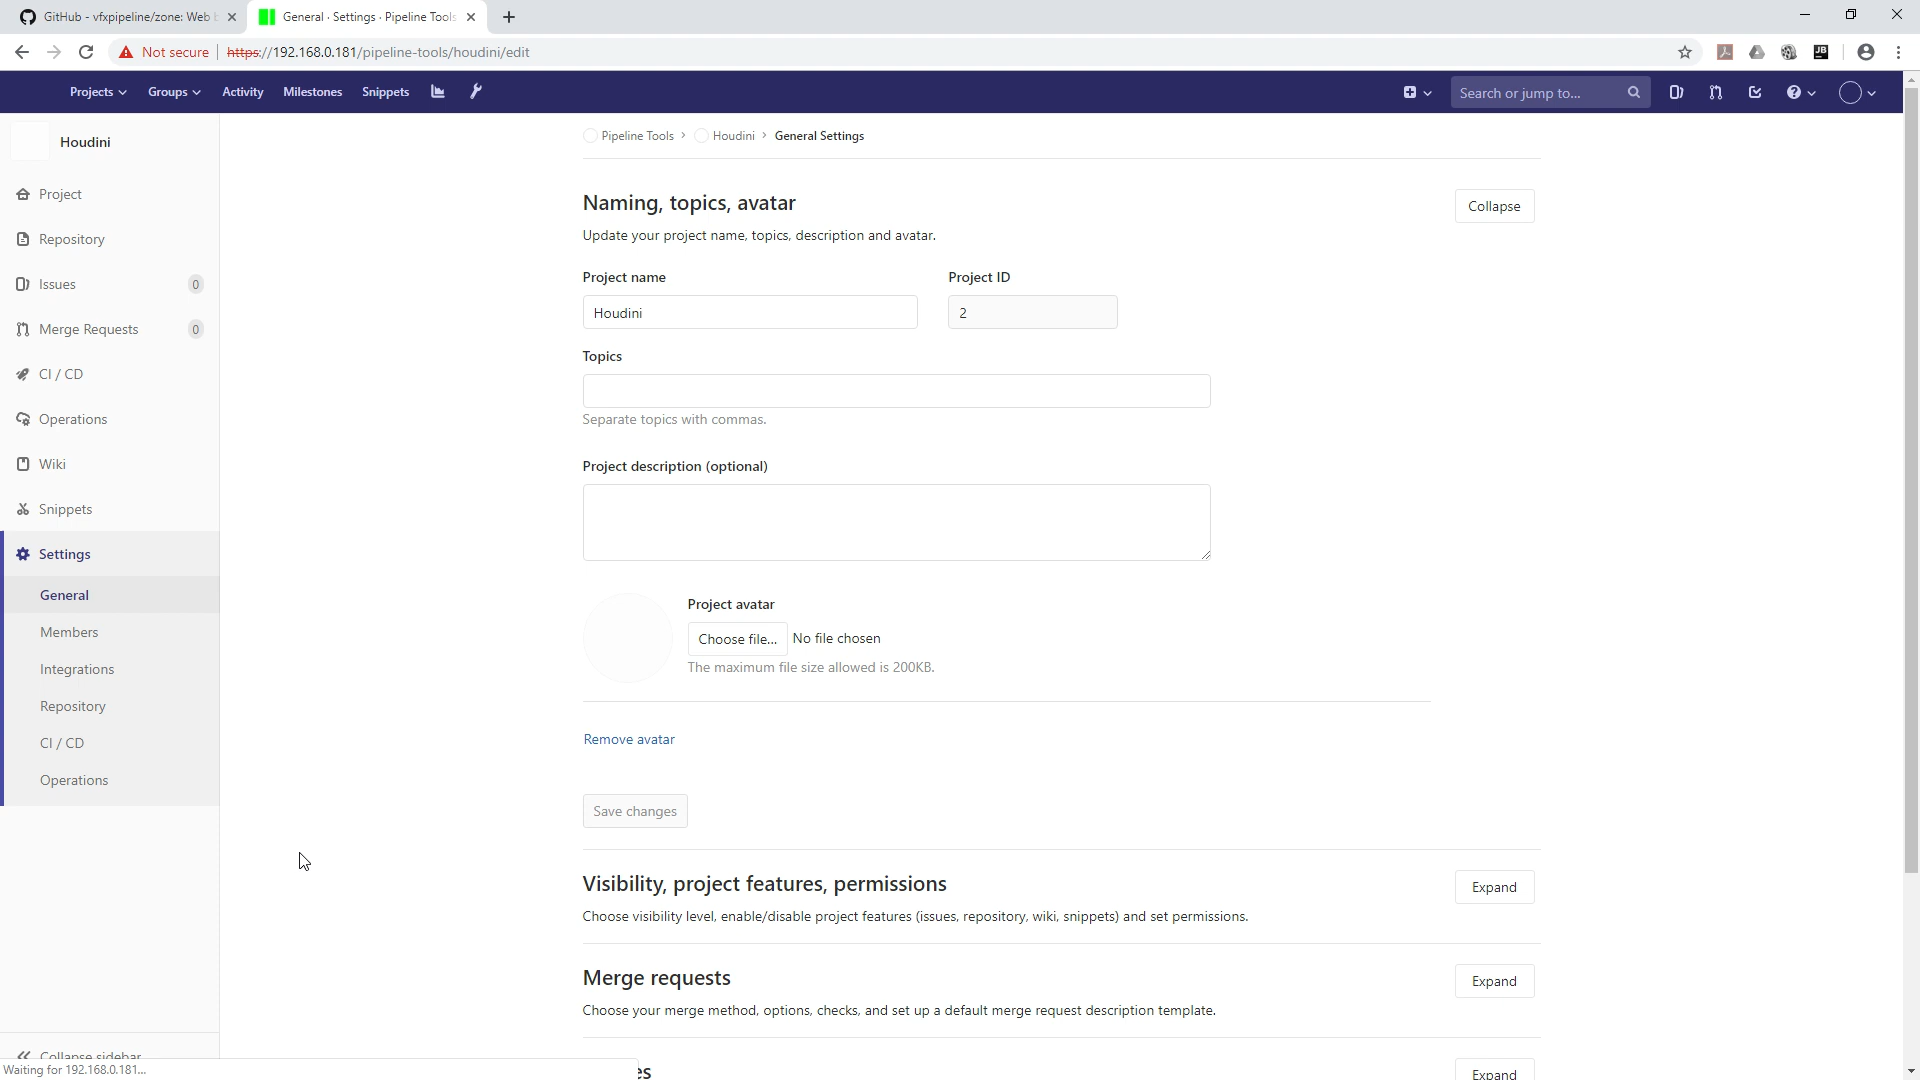 GitHub - vfxpipeline/zone: Web b
General · Settings · Pipeline Tools
Not secure
https://192.168.0.181/pipeline-tools/houdini/edit
JB
Projects
Groups
Activity
Milestones
Snippets
Search or jump to...
Houdini
Pipeline Tools > Houdini > General Settings
Project
Repository
Issues 0
Merge Requests 0
CI / CD
Operations
Wiki
Snippets
Settings
General
Members
Integrations
Repository
CI / CD
Operations
Collapse sidebar
Waiting for 192.168.0.181...
Naming, topics, avatar
Collapse
Update your project name, topics, description and avatar.
Project name
Project ID
Houdini
2
Topics
Separate topics with commas.
Project description (optional)
Project avatar
Choose file...
No file chosen
The maximum file size allowed is 200KB.
Remove avatar
Save changes
Visibility, project features, permissions
Expand
Choose visibility level, enable/disable project features (issues, repository, wiki, snippets) and set permissions.
Merge requests
Expand
Choose your merge method, options, checks, and set up a default merge request description template.
es
Expand